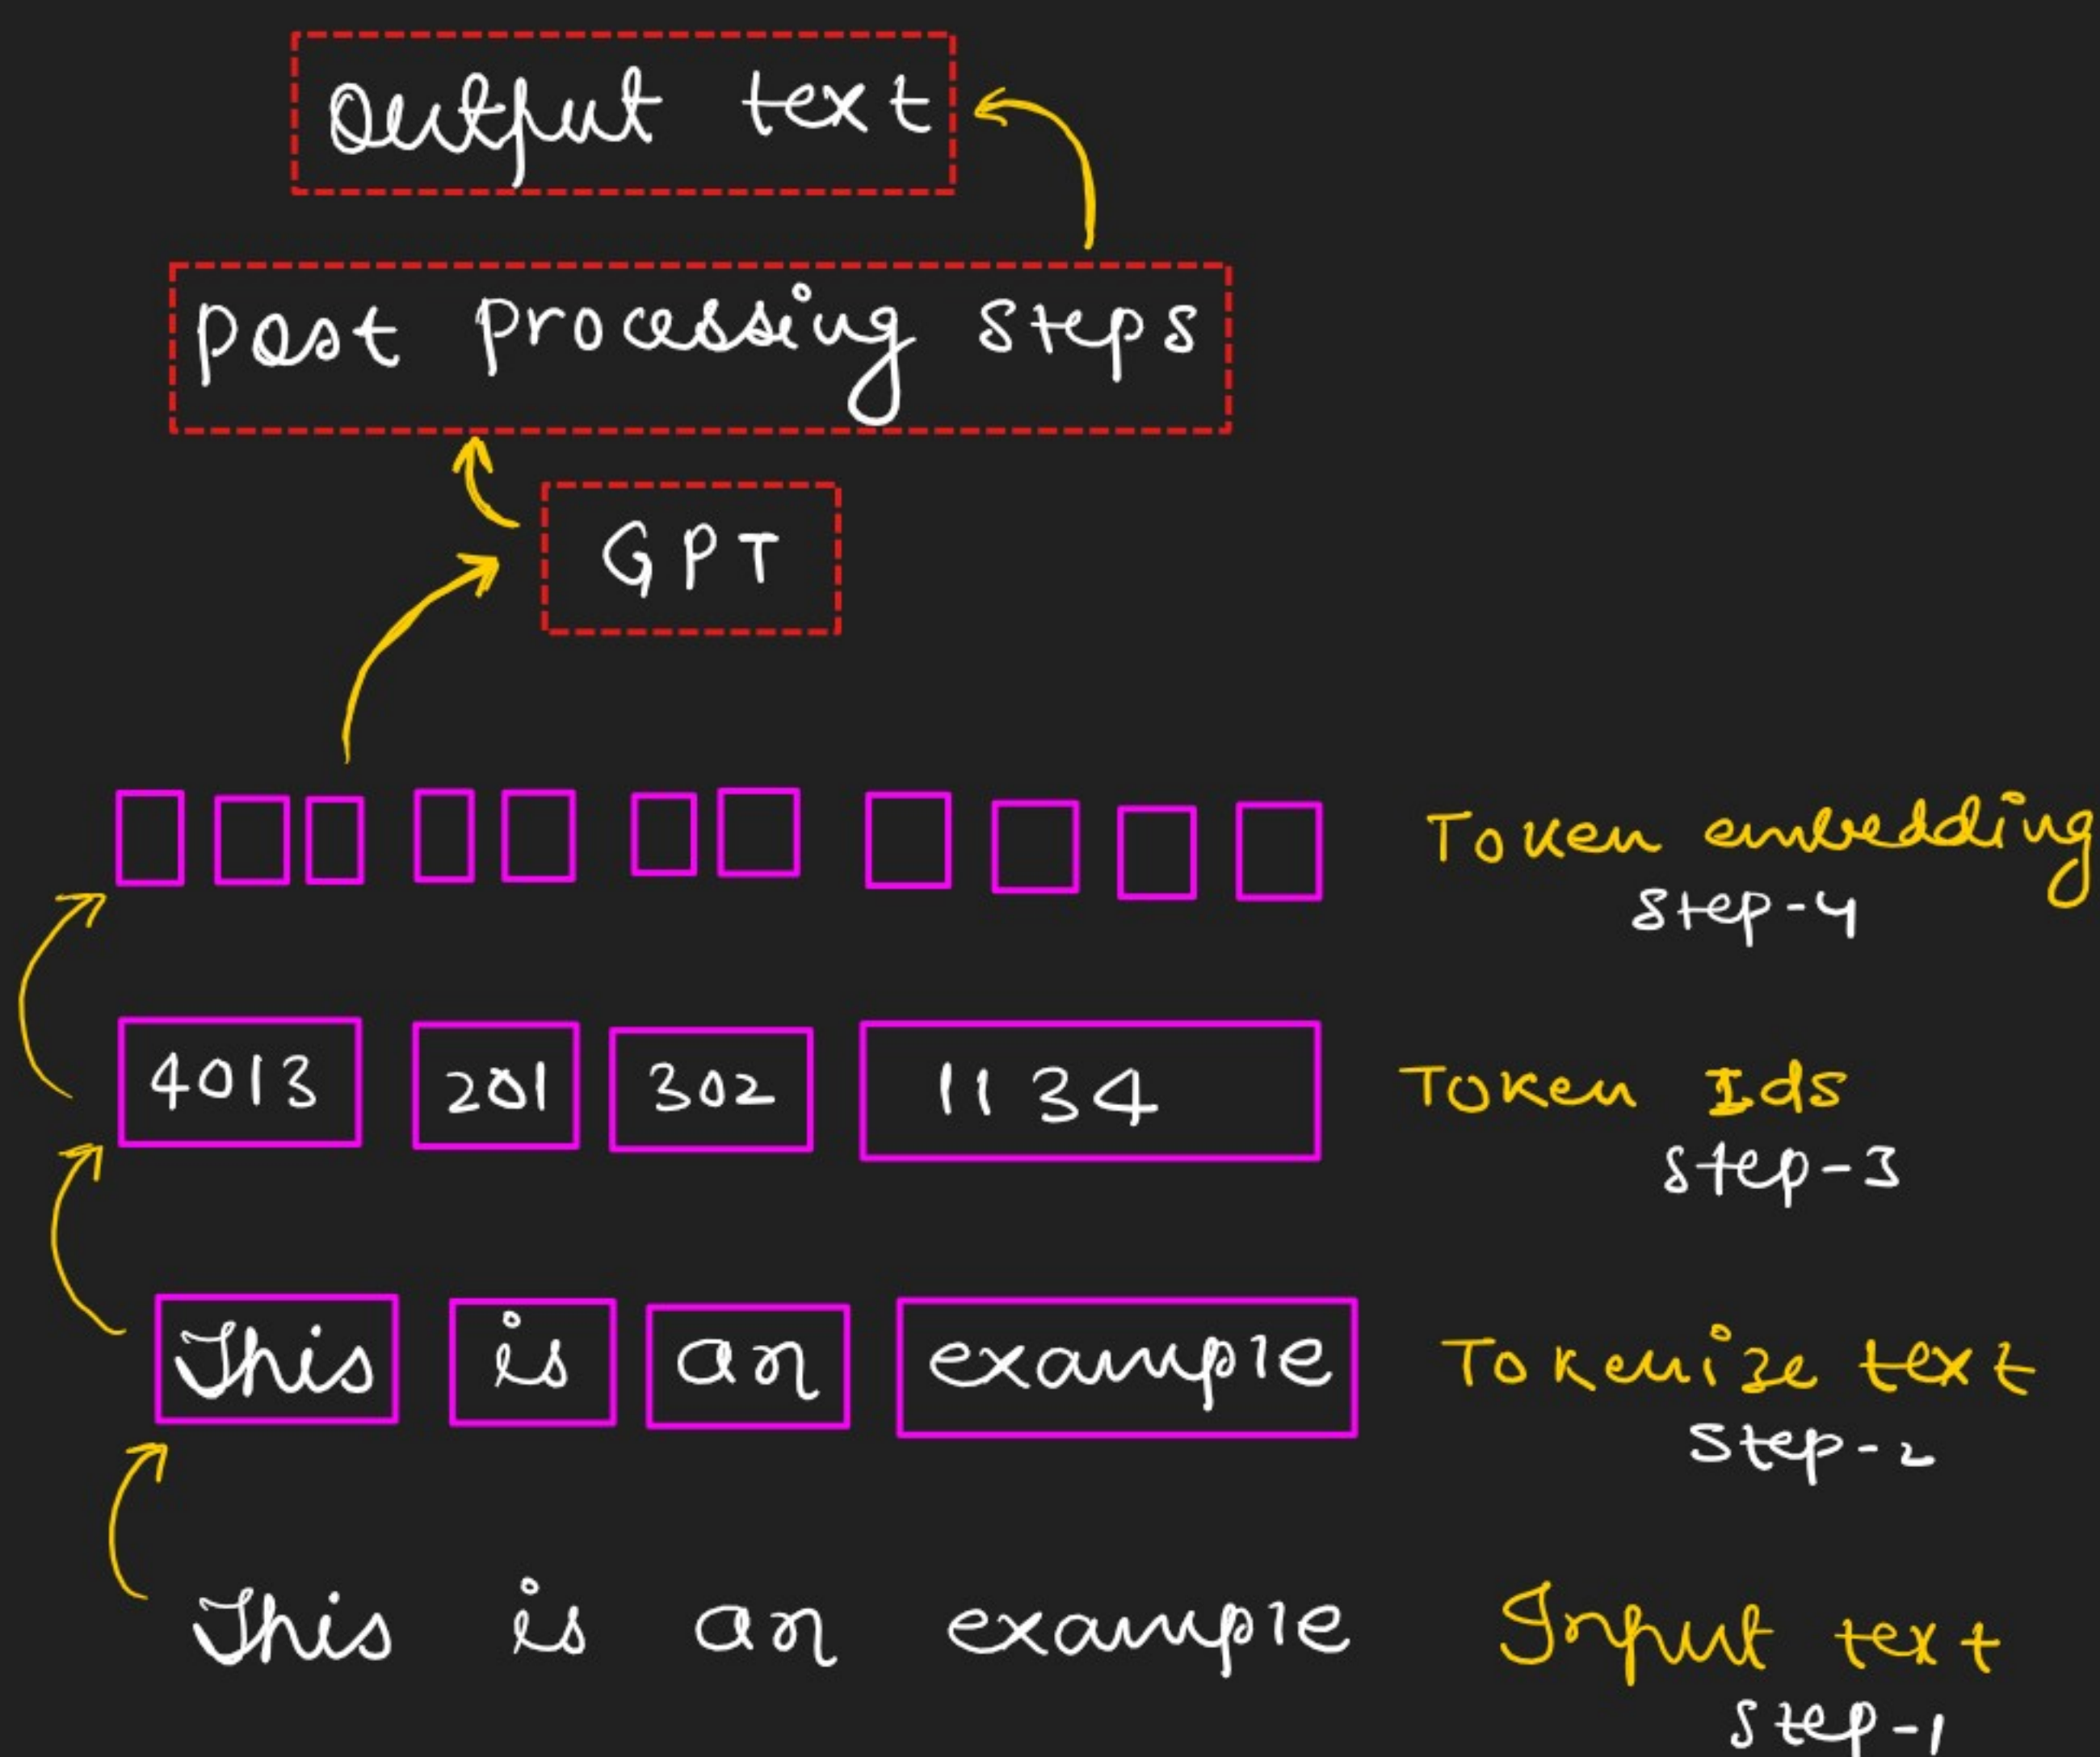 Output text
Post processing steps
GPT
Token embedding
Step-4
4013 201 302 1134 Token Ids
Step-3
This is an example Tokenize text
Step-2
This is an example Input text
Step-1